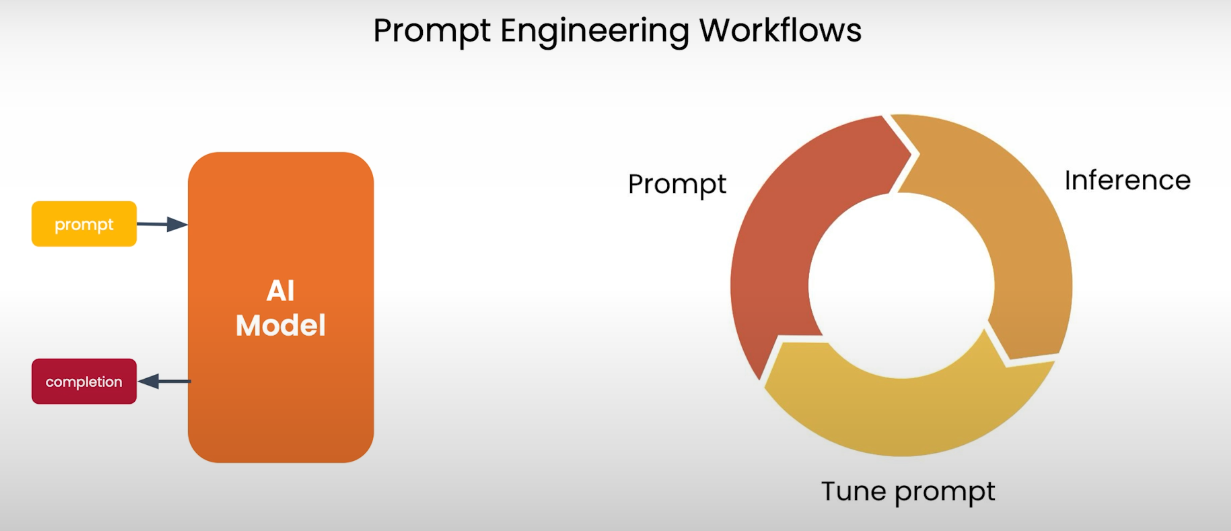 Prompt Engineering Workflows
prompt
AI
Model
completion
Prompt
Inference
Tune prompt